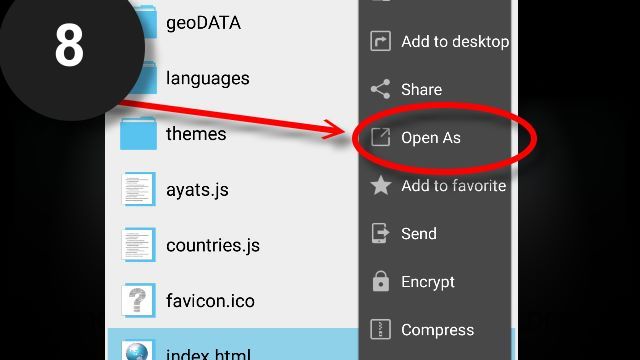 8
geoDATA
languages
themes
ayats.js
countries.js
favicon.ico
index.html
Add to desktop
Share
Open As
Add to favorite
Send
Encrypt
Compress